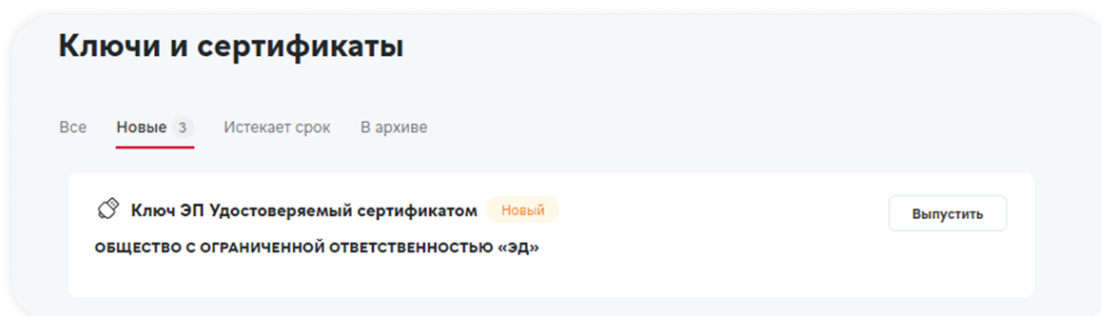 Ключи и сертификаты
Все Новые 3 Истекает срок В архиве
Ключ ЭП Удостоверяемый сертификатом Новый
Выпустить
ОБЩЕСТВО С ОГРАНИЧЕННОЙ ОТВЕТСТВЕННОСТЬЮ «ЭД»